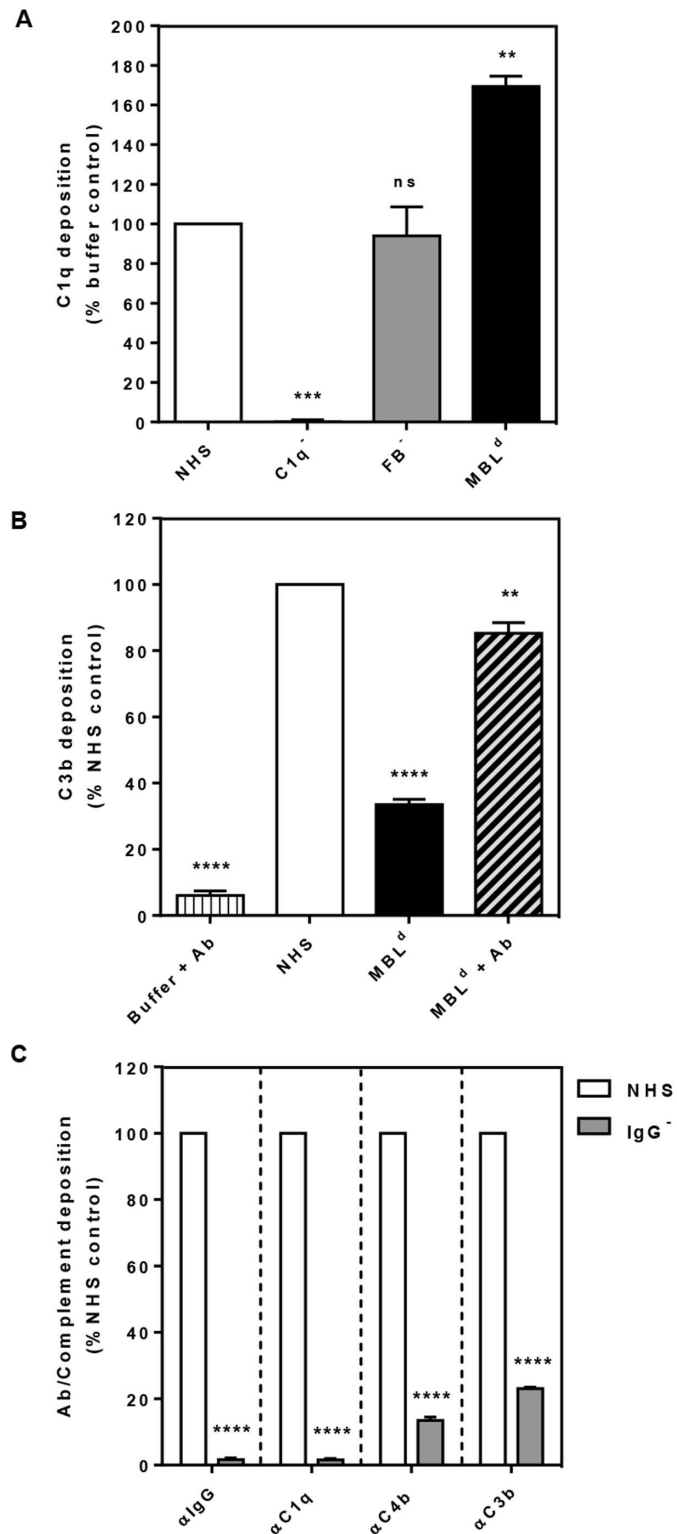 A
C1q deposition
(% buffer control)
200
180
160
140
120
100
80
60
40
20
0
***
ns
**
NHS
C1q-
FB-
MBLd
B
C3b deposition
(% NHS control)
120
100
80
60
40
20
0
****
****
**
Buffer + Ab
NHS
MBLd
MBLd + Ab
C
Ab/Complement deposition
(% NHS control)
120
100
80
60
40
20
0
****
****
****
****
αIgG
αC1q
αC4b
αC3b
NHS
IgG-